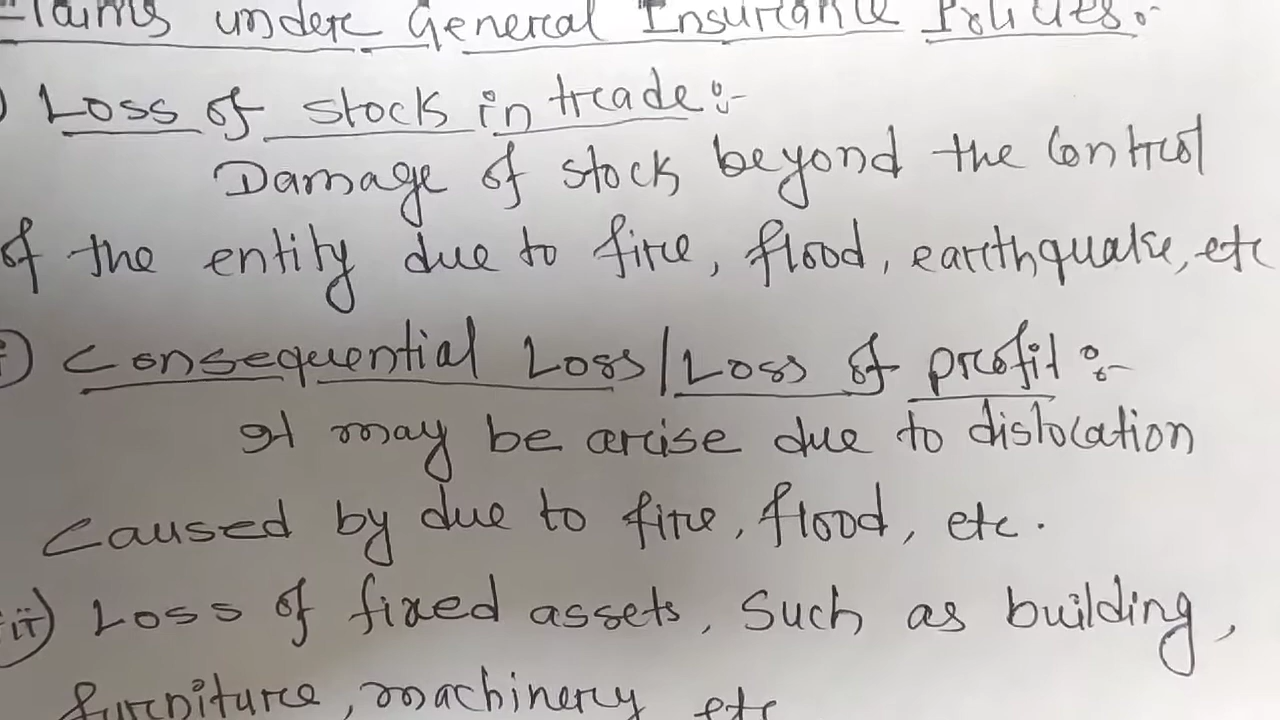 Claims under General Insurance Policies:-
) Loss of stock in trade:-
Damage of stock beyond the control
of the entity due to fire, flood, earthquake, etc
i) Consequential Loss/Loss of profit:-
It may be arise due to dislocation
caused by due to fire, flood, etc.
iii) Loss of fixed assets, such as building,
furniture, machinery etc